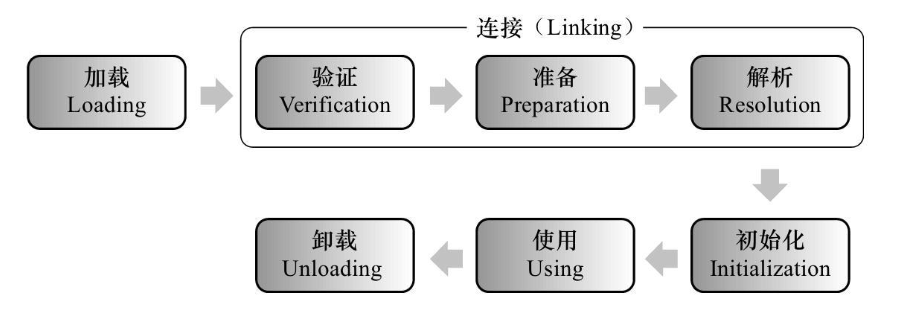 连接（Linking）
加载
Loading
验证
Verification
准备
Preparation
解析
Resolution
卸载
Unloading
使用
Using
初始化
Initialization